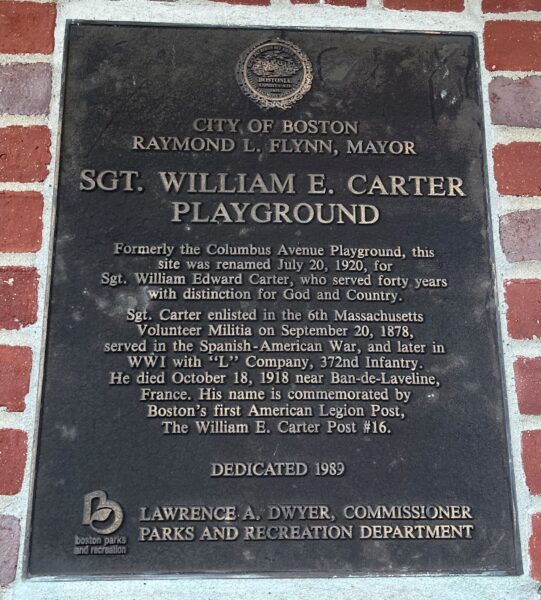 BOSTONIA
CITY OF BOSTON
RAYMOND L. FLYNN, MAYOR
SGT. WILLIAM E. CARTER
PLAYGROUND
Formerly the Columbus Avenue Playground, this
site was renamed July 20, 1920, for
Sgt. William Edward Carter, who served forty years
with distinction for God and Country.
Sgt. Carter enlisted in the 6th Massachusetts
Volunteer Militia on September 20, 1878,
served in the Spanish-American War, and later in
WWI with "L" Company, 372nd Infantry.
He died October 18, 1918 near Ban-de-Laveline,
France. His name is commemorated by
Boston's first American Legion Post,
The William E. Carter Post #16.
DEDICATED 1989
LAWRENCE A. DWYER, COMMISSIONER
PARKS AND RECREATION DEPARTMENT
boston parks
and recreation